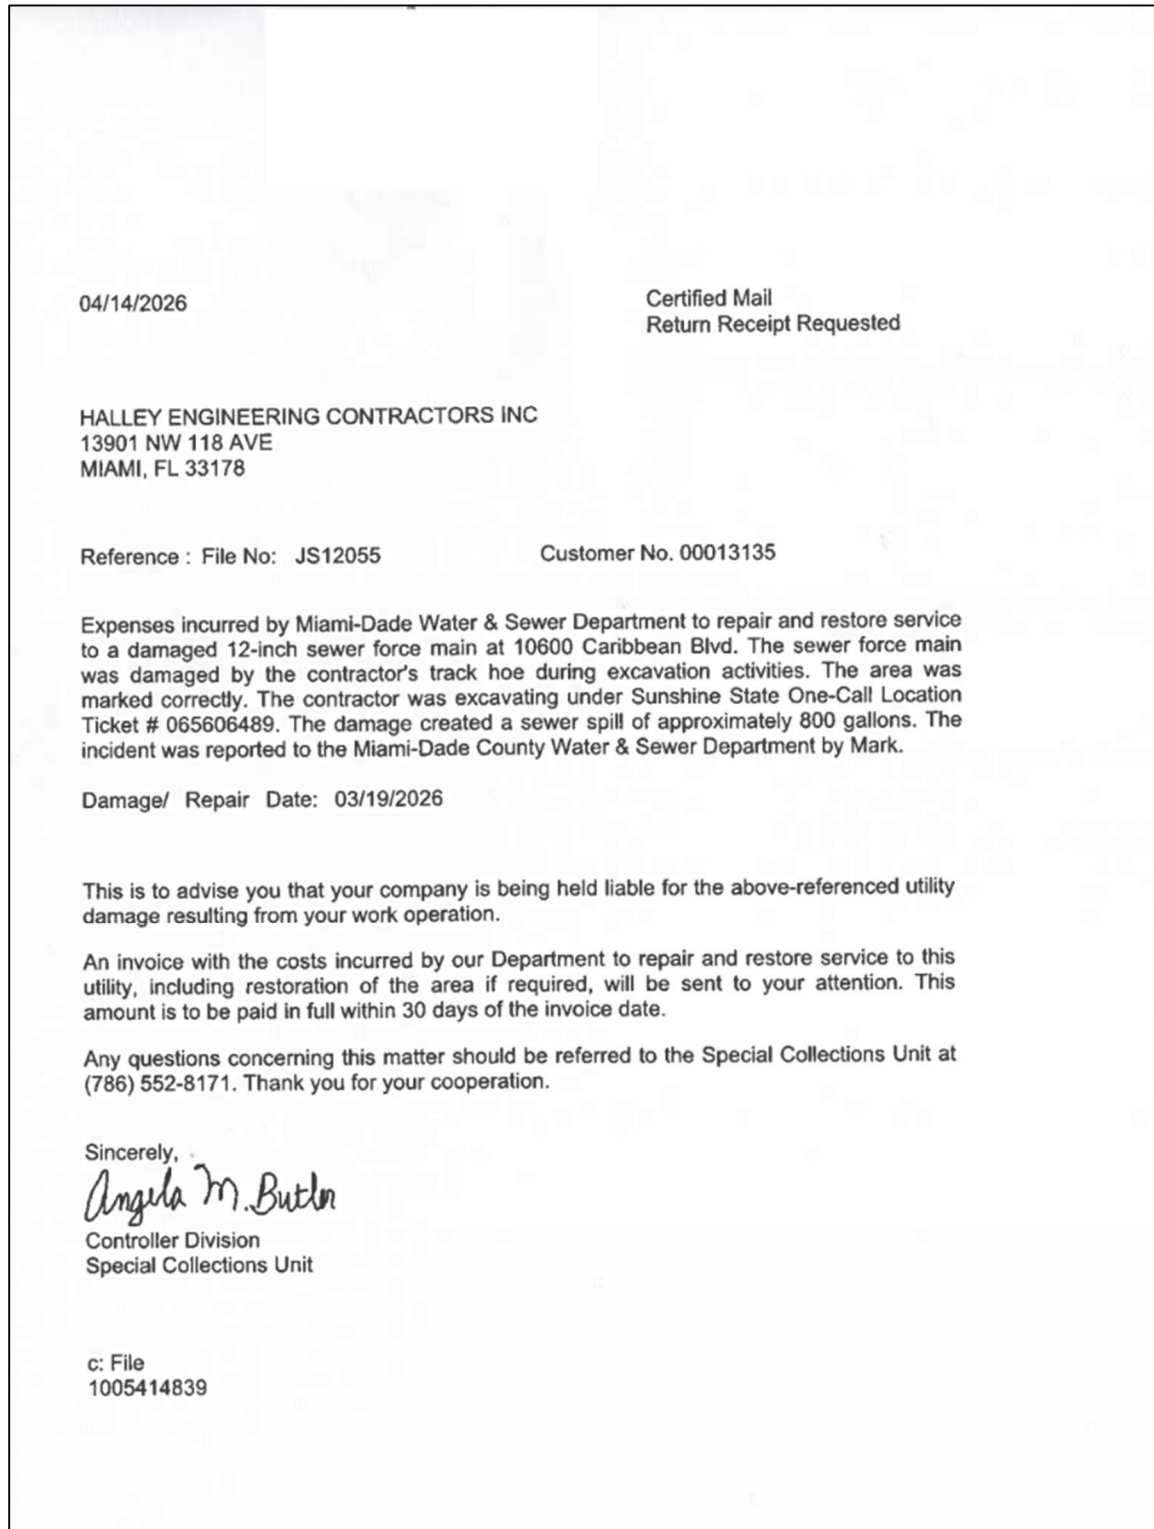 04/14/2026
Certified Mail
Return Receipt Requested
HALLEY ENGINEERING CONTRACTORS INC
13901 NW 118 AVE
MIAMI, FL 33178
Reference : File No: JS12055 Customer No. 00013135
Expenses incurred by Miami-Dade Water & Sewer Department to repair and restore service
to a damaged 12-inch sewer force main at 10600 Caribbean Blvd. The sewer force main
was damaged by the contractor's track hoe during excavation activities. The area was
marked correctly. The contractor was excavating under Sunshine State One-Call Location
Ticket # 065606489. The damage created a sewer spill of approximately 800 gallons. The
incident was reported to the Miami-Dade County Water & Sewer Department by Mark.
Damage/ Repair Date: 03/19/2026
This is to advise you that your company is being held liable for the above-referenced utility
damage resulting from your work operation.
An invoice with the costs incurred by our Department to repair and restore service to this
utility, including restoration of the area if required, will be sent to your attention. This
amount is to be paid in full within 30 days of the invoice date.
Any questions concerning this matter should be referred to the Special Collections Unit at
(786) 552-8171. Thank you for your cooperation.
Sincerely,
Angela M. Butler
Controller Division
Special Collections Unit
c: File
1005414839